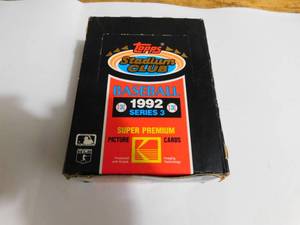 Topps
Stadium
CLUB
BASEBALL
1992
SERIES 3
SUPER PREMIUM
PICTURE CARDS